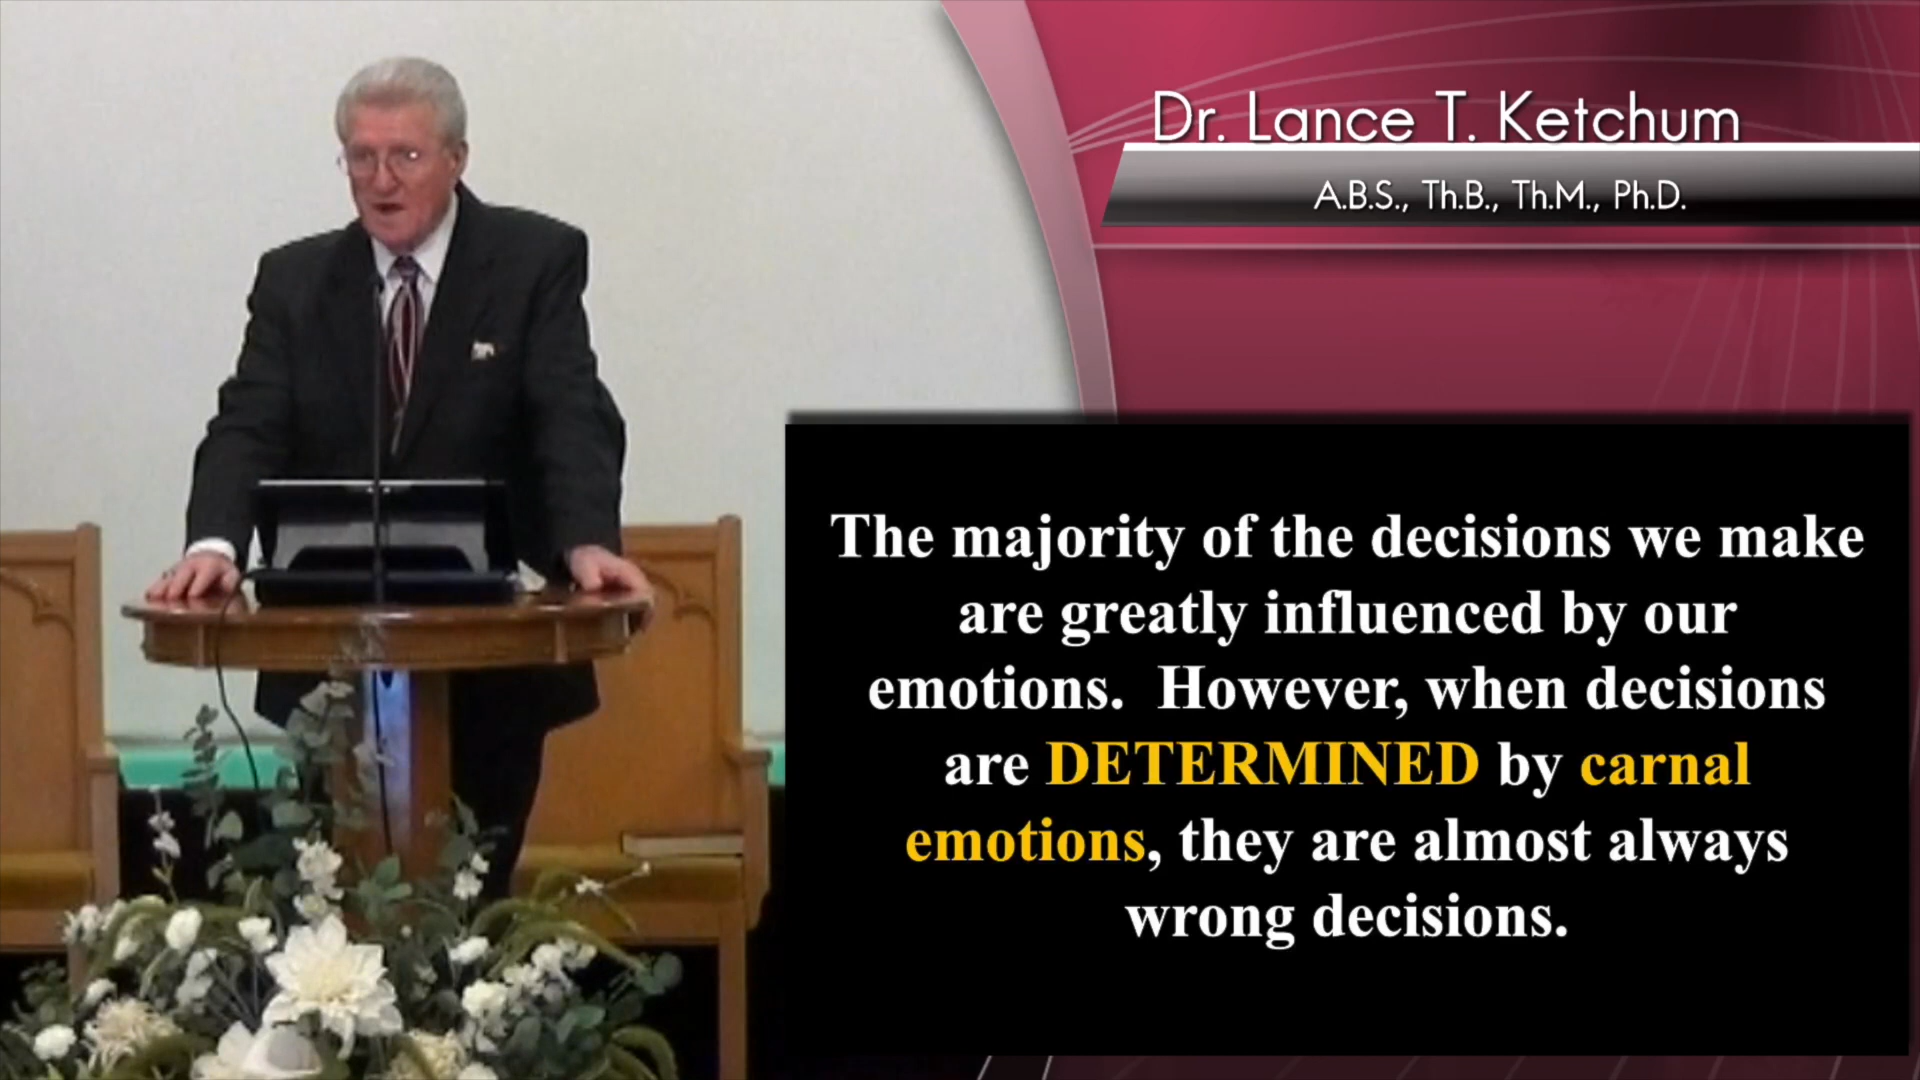 Dr. Lance T. Ketchum
A.B.S., Th.B., Th.M., Ph.D.
The majority of the decisions we make
are greatly influenced by our
emotions.  However, when decisions
are DETERMINED by carnal
emotions, they are almost always
wrong decisions.